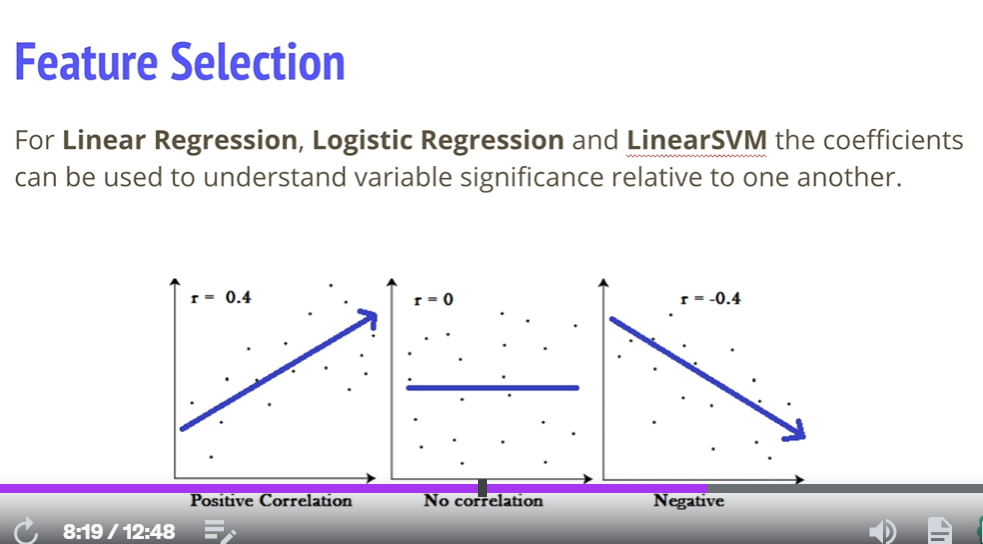 Feature Selection
For Linear Regression, Logistic Regression and LinearSVM the coefficients
can be used to understand variable significance relative to one another.
r = 0.4
r = 0
r = -0.4
Positive Correlation
No correlation
Negative
8:19 / 12:48